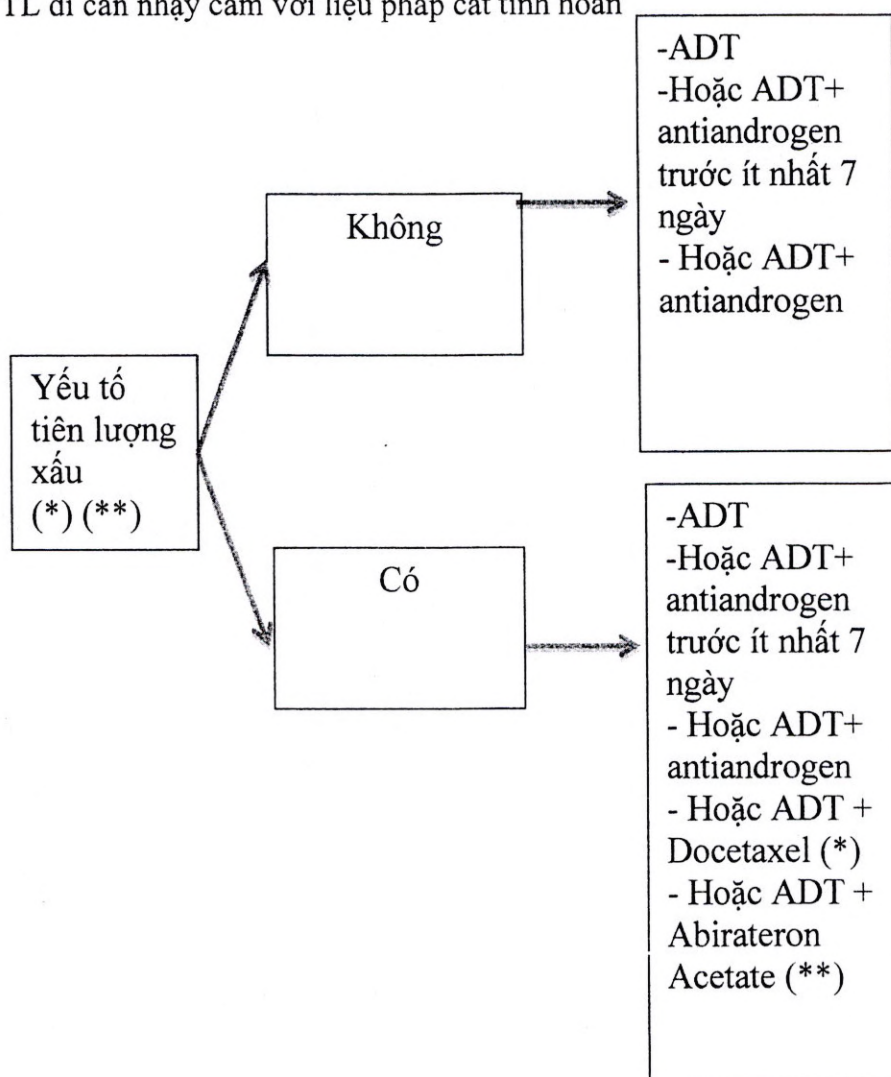 TL di căn nhạy cảm với liệu pháp cắt tinh hoàn
-ADT
-Hoặc ADT+
antiandrogen
trước ít nhất 7
ngày
- Hoặc ADT+
antiandrogen
Không
Yếu tố
tiên lượng
xấu
(*) (**)
Có
-ADT
-Hoặc ADT+
antiandrogen
trước ít nhất 7
ngày
- Hoặc ADT+
antiandrogen
- Hoặc ADT +
Docetaxel (*)
- Hoặc ADT +
Abirateron
Acetate (**)